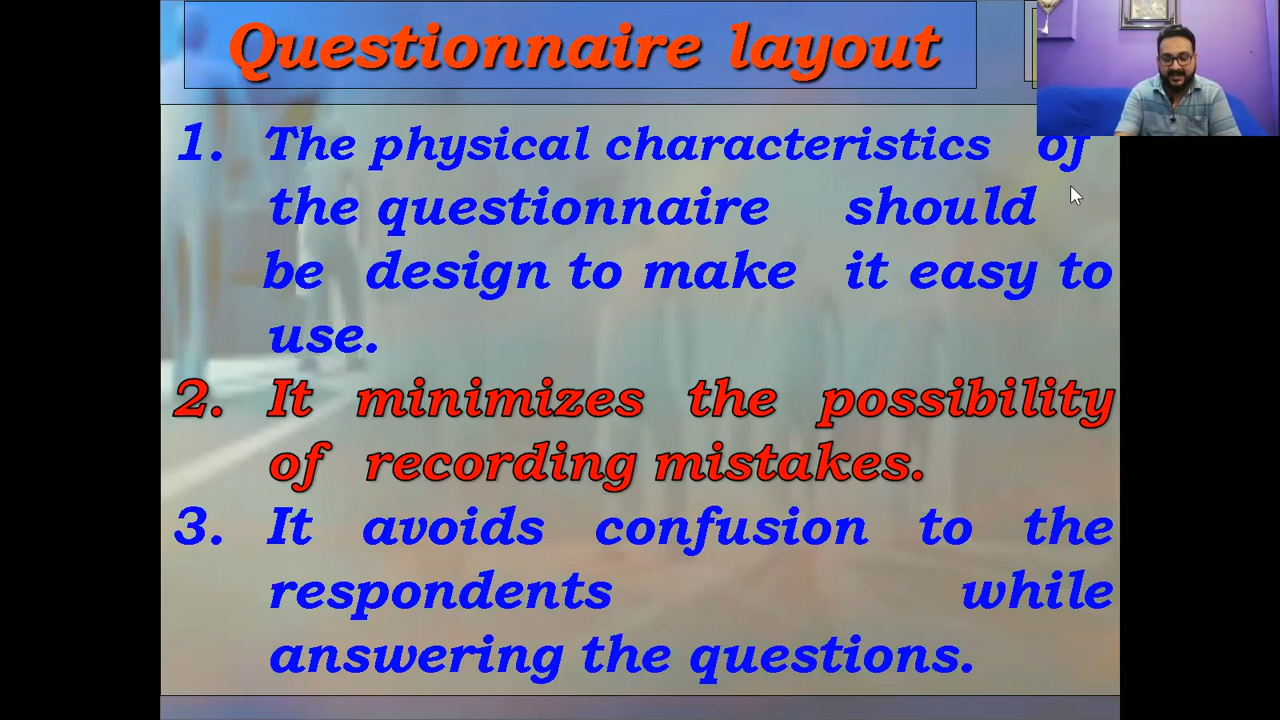 Questionnaire layout
1. The physical characteristics of
the questionnaire should
be design to make it easy to
use.
2. It minimizes the possibility
of recording mistakes.
3. It avoids confusion to the
respondents while
answering the questions.